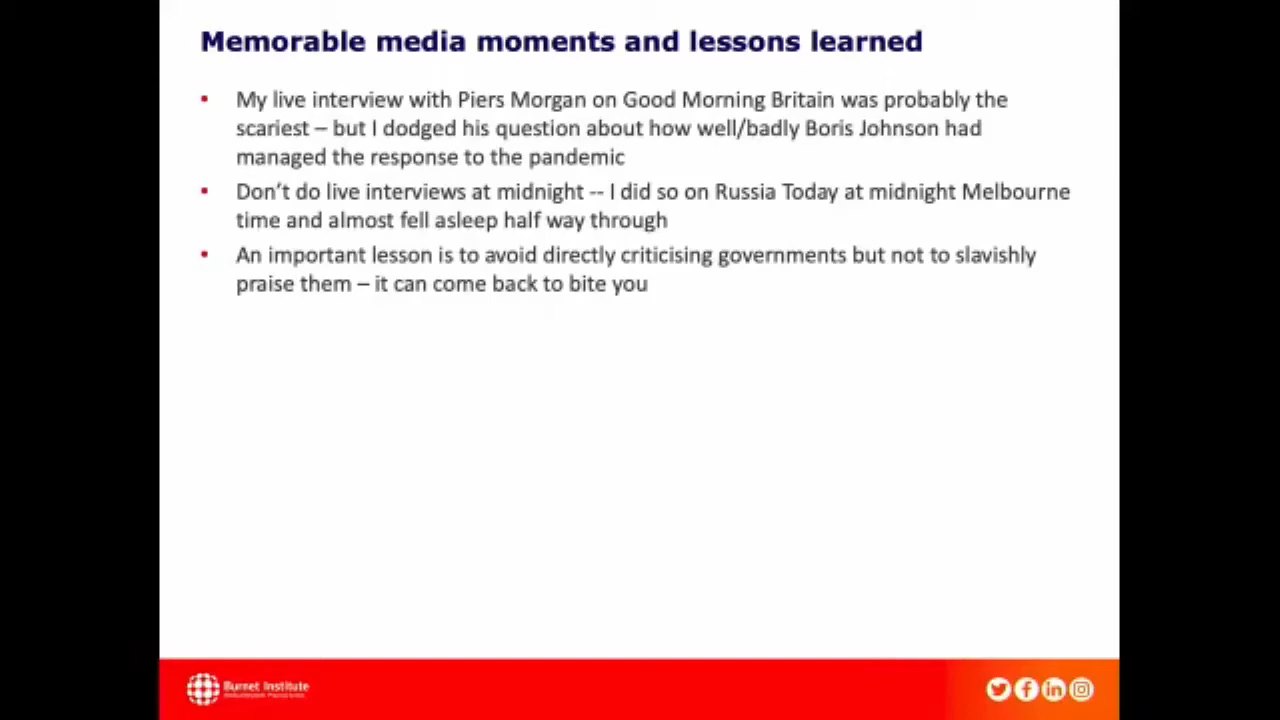 Memorable media moments and lessons learned
• My live interview with Piers Morgan on Good Morning Britain was probably the
scariest – but I dodged his question about how well/badly Boris Johnson had
managed the response to the pandemic
• Don't do live interviews at midnight -- I did so on Russia Today at midnight Melbourne
time and almost fell asleep half way through
• An important lesson is to avoid directly criticising governments but not to slavishly
praise them – it can come back to bite you
Burnet Institute